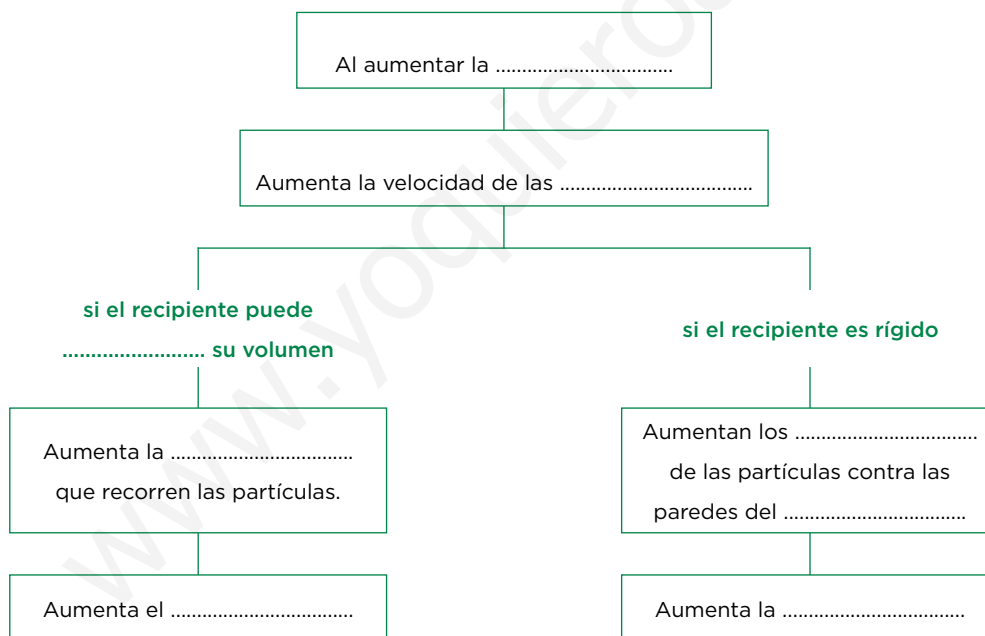 Al aumentar la ..................................
Aumenta la velocidad de las .....................................
si el recipiente puede
......................... su volumen
si el recipiente es rígido
Aumenta la ...................................
que recorren las partículas.
Aumentan los ...................................
de las partículas contra las
paredes del ...................................
Aumenta el ...................................
Aumenta la ...................................
www.yoquiero